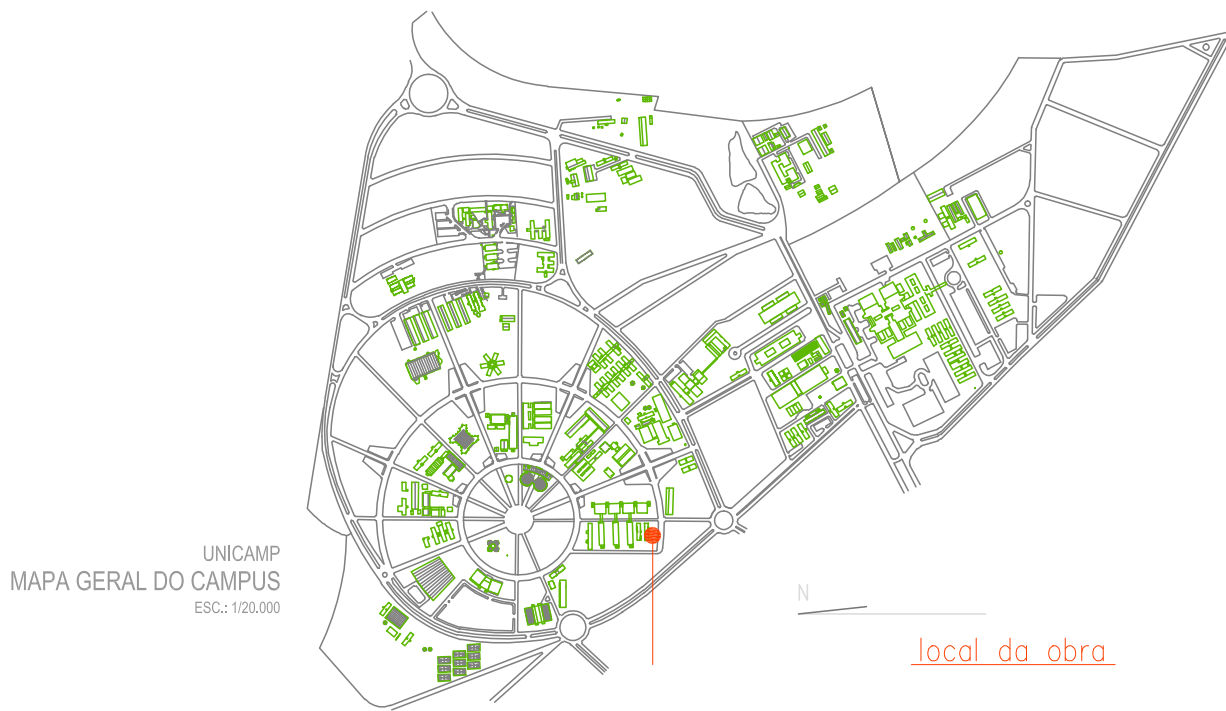 UNICAMP
MAPA GERAL DO CAMPUS
ESC.: 1/20.000
N
local da obra